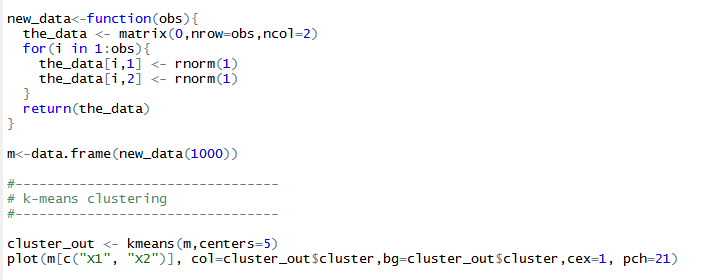 new_data<-function(obs){
  the_data <- matrix(0,nrow=obs,ncol=2)
  for(i in 1:obs){
    the_data[i,1] <- rnorm(1)
    the_data[i,2] <- rnorm(1)
  }
  return(the_data)
}
m<-data.frame(new_data(1000))
#---------------------------------
# k-means clustering
#---------------------------------
cluster_out <- kmeans(m,centers=5)
plot(m[c("X1", "X2")], col=cluster_out$cluster,bg=cluster_out$cluster,cex=1, pch=21)